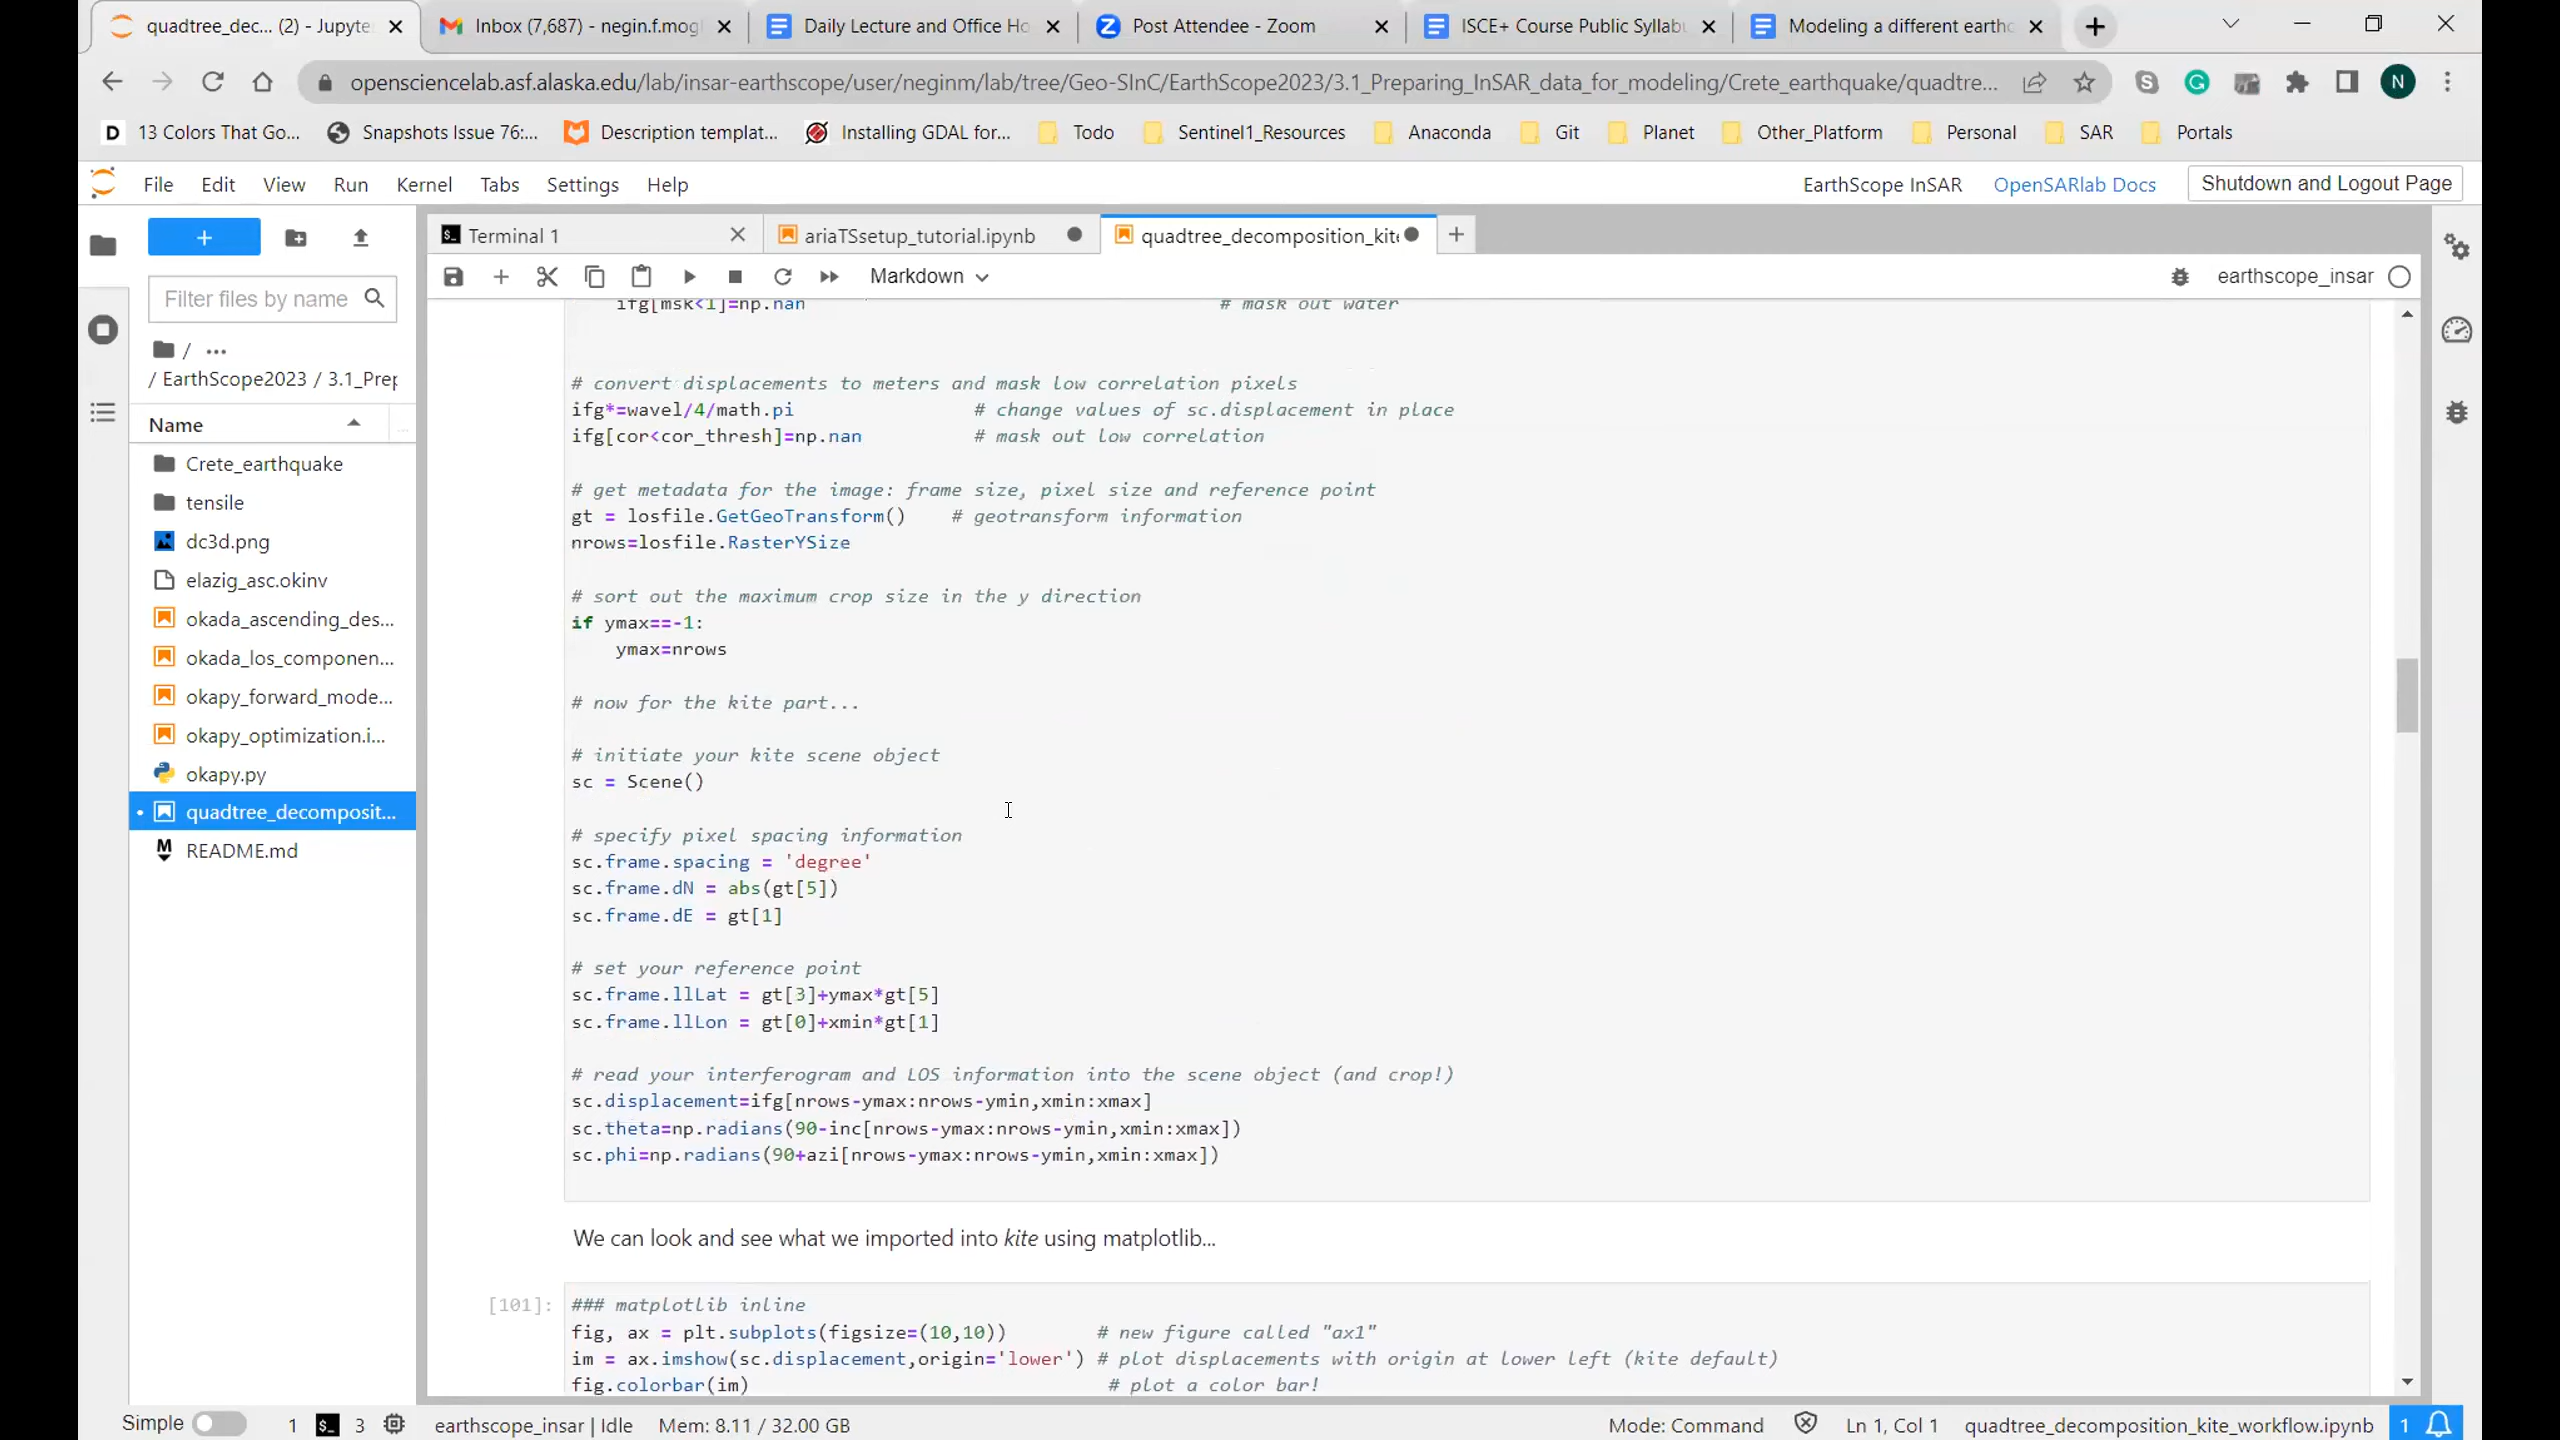 quadtree_dec... (2) - Jupyte
Inbox (7,687) - negin.f.mog
Daily Lecture and Office Ho
Post Attendee - Zoom
ISCE+ Course Public Syllabu
Modeling a different earthc
opensciencelab.asf.alaska.edu/lab/insar-earthscope/user/neginm/lab/tree/Geo-SInC/EarthScope2023/3.1_Preparing_InSAR_data_for_modeling/Crete_earthquake/quadtre...
N
D 13 Colors That Go...
Snapshots Issue 76:...
Description templat...
Installing GDAL for...
Todo
Sentinel1_Resources
Anaconda
Git
Planet
Other_Platform
Personal
SAR
Portals
File Edit View Run Kernel Tabs Settings Help
EarthScope InSAR
OpenSARlab Docs
Shutdown and Logout Page
Terminal 1
ariaTSsetup_tutorial.ipynb
quadtree_decomposition_kite
Markdown
earthscope_insar
Filter files by name
/ ...
/ EarthScope2023 / 3.1_Prep
Name
Crete_earthquake
tensile
dc3d.png
elazig_asc.okinv
okada_ascending_des...
okada_los_componen...
okapy_forward_mode...
okapy_optimization.i...
okapy.py
quadtree_decomposit...
README.md
ifg[msk<1]=np.nan # mask out water
# convert displacements to meters and mask low correlation pixels
ifg*=wavel/4/math.pi # change values of sc.displacement in place
ifg[cor<cor_thresh]=np.nan # mask out low correlation
# get metadata for the image: frame size, pixel size and reference point
gt = losfile.GetGeoTransform() # geotransform information
nrows=losfile.RasterYSize
# sort out the maximum crop size in the y direction
if ymax==-1:
ymax=nrows
# now for the kite part...
# initiate your kite scene object
sc = Scene()
# specify pixel spacing information
sc.frame.spacing = 'degree'
sc.frame.dN = abs(gt[5])
sc.frame.dE = gt[1]
# set your reference point
sc.frame.llLat = gt[3]+ymax*gt[5]
sc.frame.llLon = gt[0]+xmin*gt[1]
# read your interferogram and LOS information into the scene object (and crop!)
sc.displacement=ifg[nrows-ymax:nrows-ymin,xmin:xmax]
sc.theta=np.radians(90-inc[nrows-ymax:nrows-ymin,xmin:xmax])
sc.phi=np.radians(90+azi[nrows-ymax:nrows-ymin,xmin:xmax])
We can look and see what we imported into kite using matplotlib...
[101]: ### matplotlib inline
fig, ax = plt.subplots(figsize=(10,10)) # new figure called "ax1"
im = ax.imshow(sc.displacement,origin='lower') # plot displacements with origin at lower left (kite default)
fig.colorbar(im) # plot a color bar!
Simple
1
3
earthscope_insar | Idle
Mem: 8.11 / 32.00 GB
Mode: Command
Ln 1, Col 1
quadtree_decomposition_kite_workflow.ipynb
1